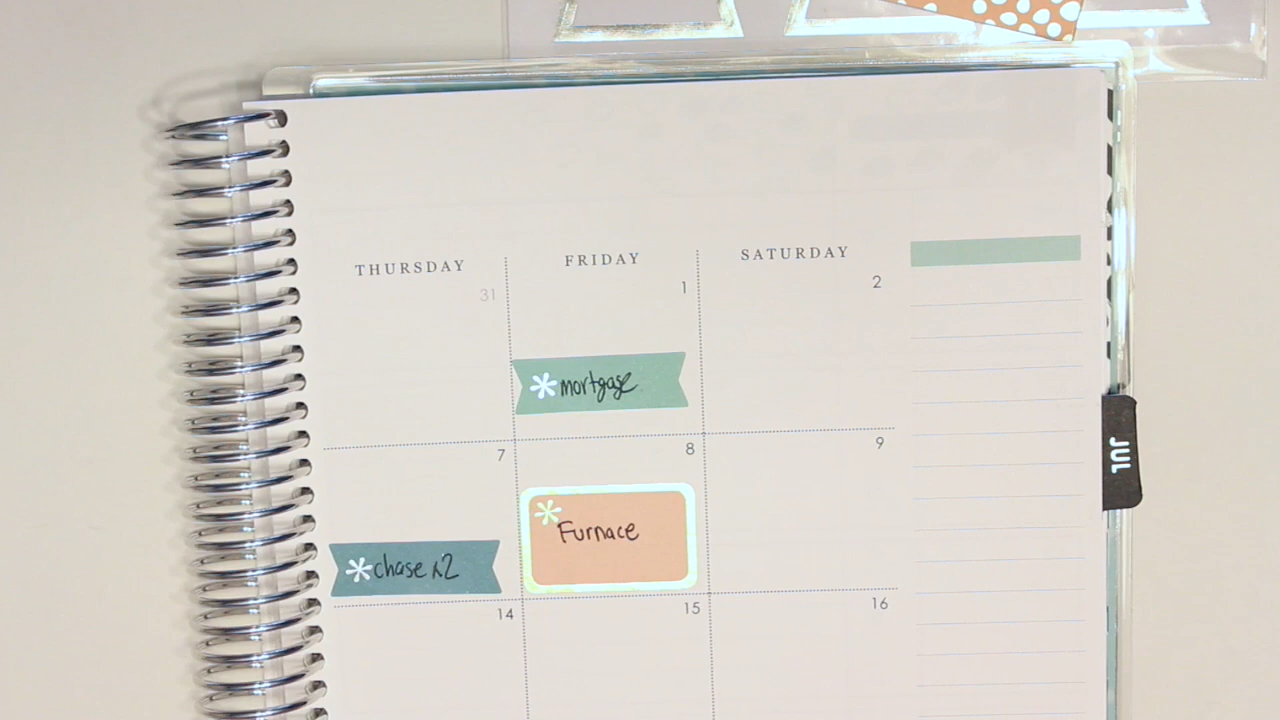 THURSDAY FRIDAY SATURDAY
31 1 2
* mortgage
7 8 9
* Furnace
* chase x2
14 15 16
JUL